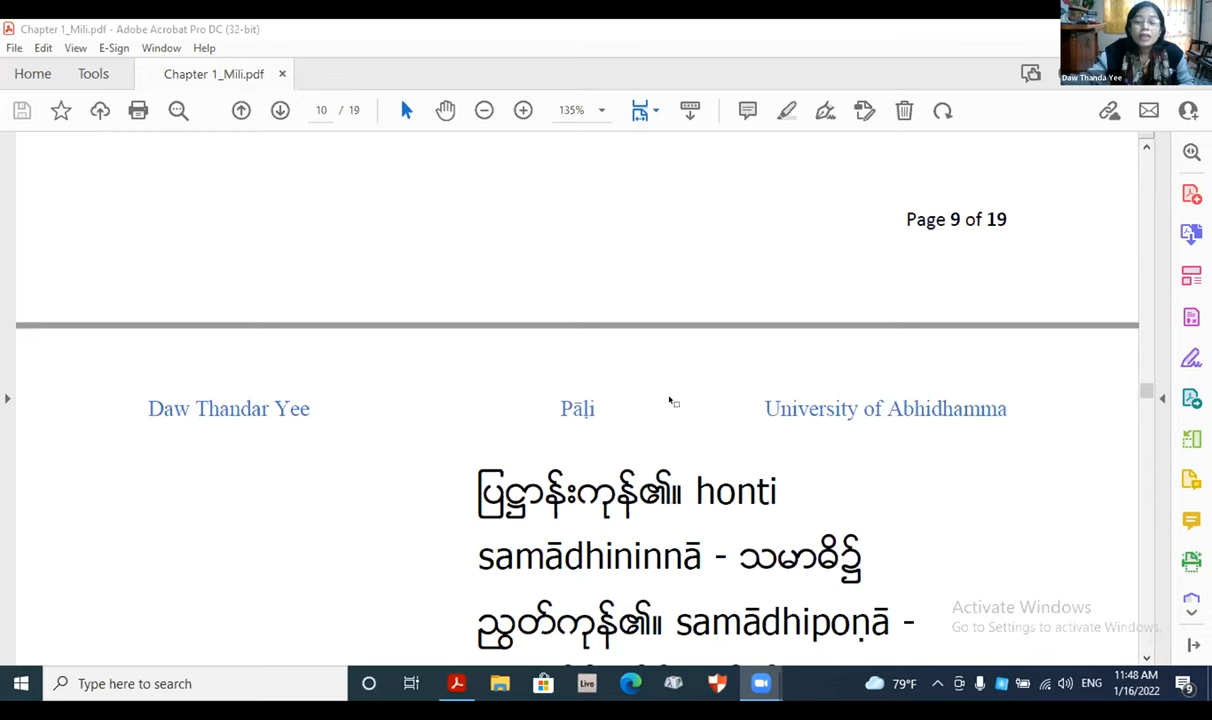 Chapter 1_Mili.pdf - Adobe Acrobat Pro DC (32-bit)
File Edit View E-Sign Window Help
Home Tools Chapter 1_Mili.pdf ×
10 / 19 135%
Daw Thanda Yee
Page 9 of 19
Daw Thandar Yee Pāḷi University of Abhidhamma
ပြဋ္ဌာန်းကုန်၏။ honti
samādhininnā - သမာဓိ၌
ညွတ်ကုန်၏။ samādhipoṇā -
Activate Windows
Go to Settings to activate Windows.
Type here to search Live 79°F ENG 11:48 AM
1/16/2022 9